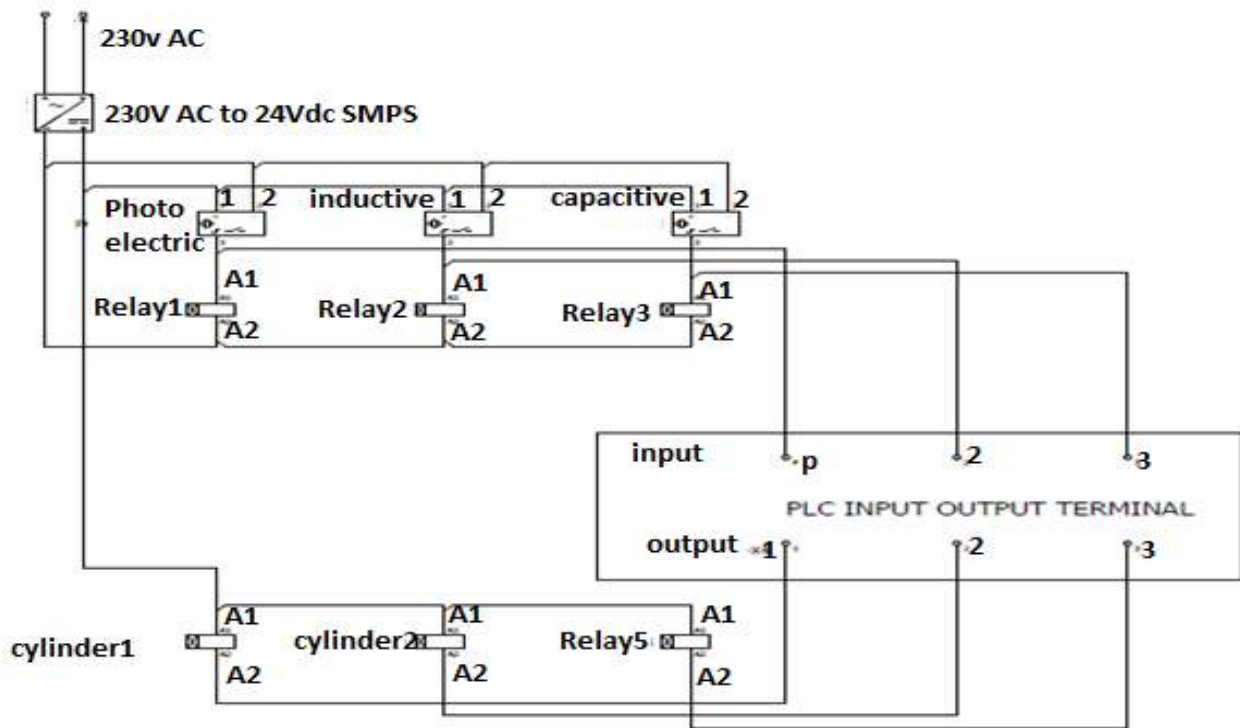 230v AC
230V AC to 24Vdc SMPS
Photo electric 1 2 inductive 1 2 capacitive 1 2
A1 A1 A1
Relay1 Relay2 Relay3
A2 A2 A2
input p 2 3
PLC INPUT OUTPUT TERMINAL
output 1 2 3
A1 A1 A1
cylinder1 cylinder2 Relay5
A2 A2 A2